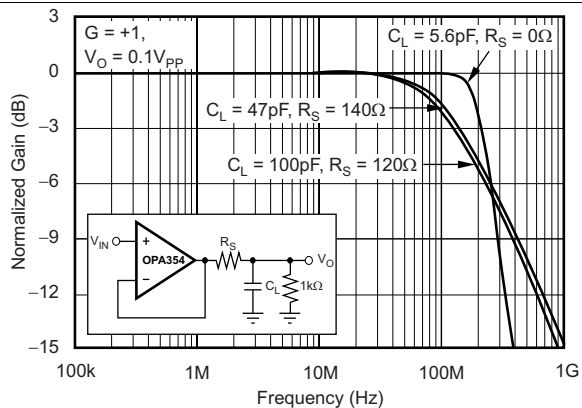 3
0
−3
−6
−9
−12
−15
Normalized Gain (dB)
G = +1,
V_O = 0.1V_PP
C_L = 5.6pF, R_S = 0Ω
C_L = 47pF, R_S = 140Ω
C_L = 100pF, R_S = 120Ω
V_IN
+
−
OPA354
R_S
V_O
C_L
1kΩ
100k
1M
10M
100M
1G
Frequency (Hz)